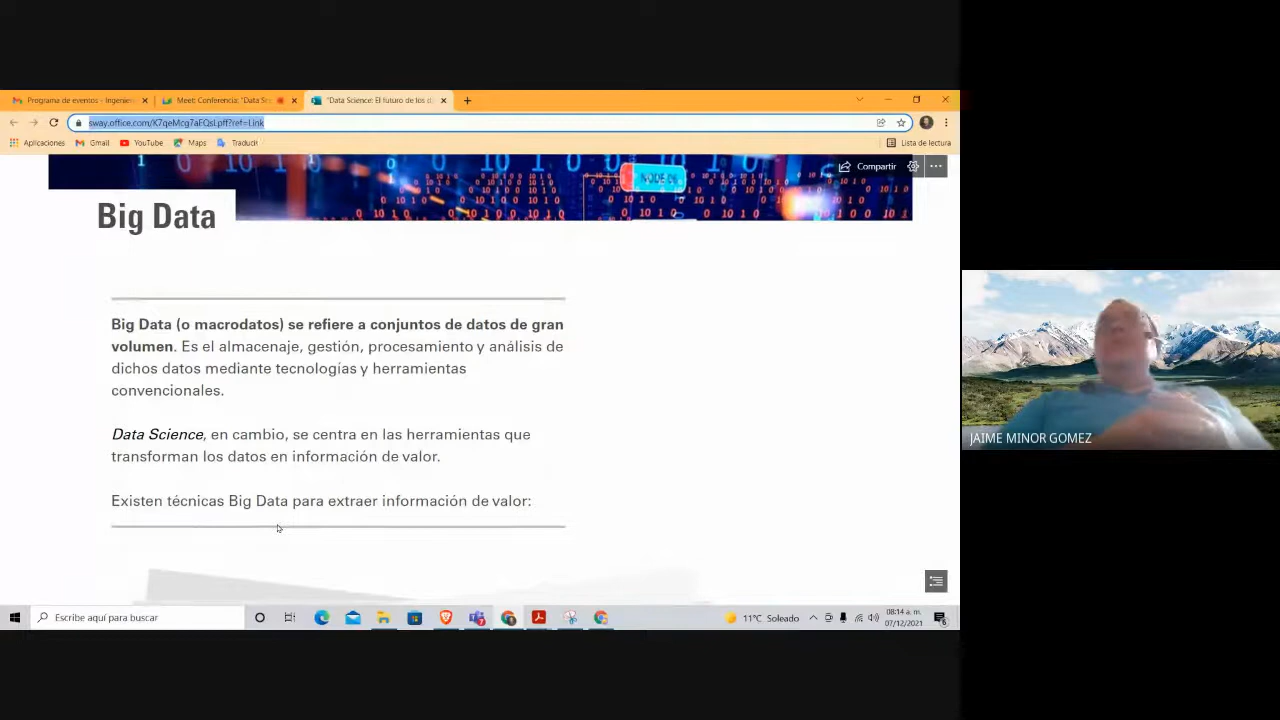 Programa de eventos - Ingenier
Meet: Conferencia: "Data Sc
"Data Science: El futuro de los d
sway.office.com/K7qeMcg7aEQsLpff?ref=Link
Aplicaciones
Gmail
YouTube
Maps
Traducir
Lista de lectura
Compartir
Big Data
Big Data (o macrodatos) se refiere a conjuntos de datos de gran
volumen. Es el almacenaje, gestión, procesamiento y análisis de
dichos datos mediante tecnologías y herramientas
convencionales.
Data Science, en cambio, se centra en las herramientas que
transforman los datos en información de valor.
Existen técnicas Big Data para extraer información de valor:
JAIME MINOR GOMEZ
Escribe aquí para buscar
11°C Soleado
08:14 a. m.
07/12/2021